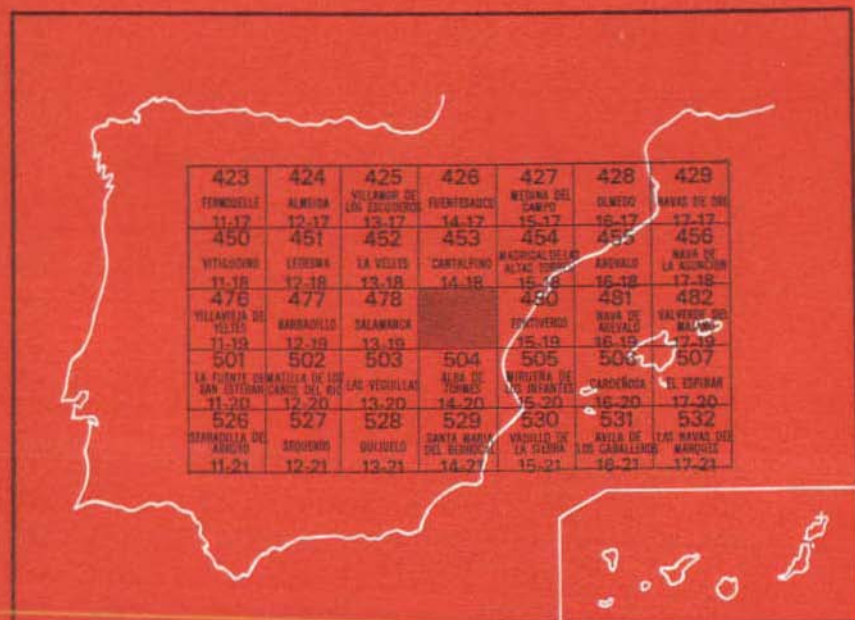 423 424 425 426 427 428 429
FERMOSELLE ALMEIDA VILLAMOR DE LOS ESCUDEROS FUENTESAUCO MEDINA DEL CAMPO OLMEDO NAVAS DE ORO
11-17 12-17 13-17 14-17 15-17 16-17 17-17
450 451 452 453 454 455 456
VITIGUDINO LEDESMA LA VELLES CANTALPINO MADRIGAL DE LAS ALTAS TORRES AREVALO NAVA DE LA ASUNCION
11-18 12-18 13-18 14-18 15-18 16-18 17-18
476 477 478 480 481 482
VILLAVIEJA DE YELTES BARBADILLO SALAMANCA FONTIVEROS NAVA DE AREVALO VALVERDE DEL
11-19 12-19 13-19 15-19 16-19 17-19
501 502 503 504 505 506 507
LA FUENTE DE SAN ESTEBAN MATILLA DE LOS CAÑOS DEL RIO LAS VEGUILLAS ALBA DE TORMES MIRUEÑA DE LOS INFANTES CARDEÑOSA EL ESPINAR
11-20 12-20 13-20 14-20 15-20 16-20 17-20
526 527 528 529 530 531 532
SERRADILLA DEL ARROYO SEQUEROS GUIJUELO SANTA MARIA DEL BERROCAL VADILLO DE LA SIERRA AVILA DE LOS CABALLEROS LAS NAVAS DEL MARQUES
11-21 12-21 13-21 14-21 15-21 16-21 17-21